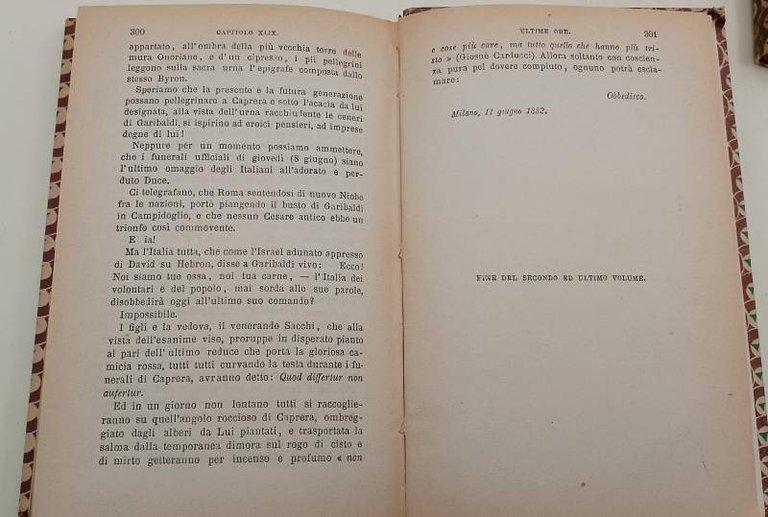 300 CAPITOLO XLIX.
appartato, all'ombra della più vecchia torre delle
mura Onoriane, e d'un cipresso, i pii pellegrini
leggono sulla sacra urna l'epigrafe composta dallo
stesso Byron.
Speriamo che la presente e la futura generazione
possano pellegrinare a Caprera e sotto l'acacia da lui
designata, alla vista dell'urna racchiudente le ceneri
di Garibaldi, si ispirino ad eroici pensieri, ad imprese
degne di lui!
Neppure per un momento possiamo ammettere,
che i funerali ufficiali di giovedì (8 giugno) siano
l'ultimo omaggio degli Italiani all'adorato e per-
duto Duce.
Ci telegrafano, che Roma sentendosi di nuovo Niobe
fra le nazioni, portò piangendo il busto di Garibaldi
in Campidoglio, e che nessun Cesare antico ebbe un
trionfo così commovente.
E ia!
Ma l'Italia tutta, che come l'Israel adunato appresso
di David su Hebron, disse a Garibaldi vivo: Ecco!
Noi siamo tue ossa, noi tua carne, — l'Italia dei
volontari e del popolo, mai sorda alle sue parole,
disobbedirà oggi all'ultimo suo comando?
Impossibile.
I figli e la vedova, il venerando Sacchi, che alla
vista dell'esanime viso, proruppe in disperato pianto
al pari dell'ultimo reduce che porta la gloriosa ca-
micia rossa, tutti tutti curvando la testa durante i fu-
nerali di Caprera, avranno detto: Quod differtur non
aufertur.
Ed in un giorno non lontano tutti si raccoglie-
ranno su quell'angolo roccioso di Caprera, ombreg-
giato dagli alberi da Lui piantati, e trasportata la
salma dalla temporanea dimora sul rogo di cisto e
di mirto getteranno per incenso e profumo « non
ULTIME ORE. 301
e cose più care, ma tutto quello che hanno più tri-
sto » (Giosuè Carducci) Allora soltanto con coscien-
za pura pel dovere compiuto, ognuno potrà escla-
mare:
Obbedisco.
Milano, 11 giugno 1882.
FINE DEL SECONDO ED ULTIMO VOLUME.